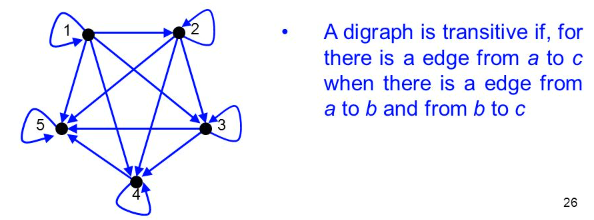 1
2
5
3
4
• A digraph is transitive if, for
there is a edge from a to c
when there is a edge from
a to b and from b to c
26